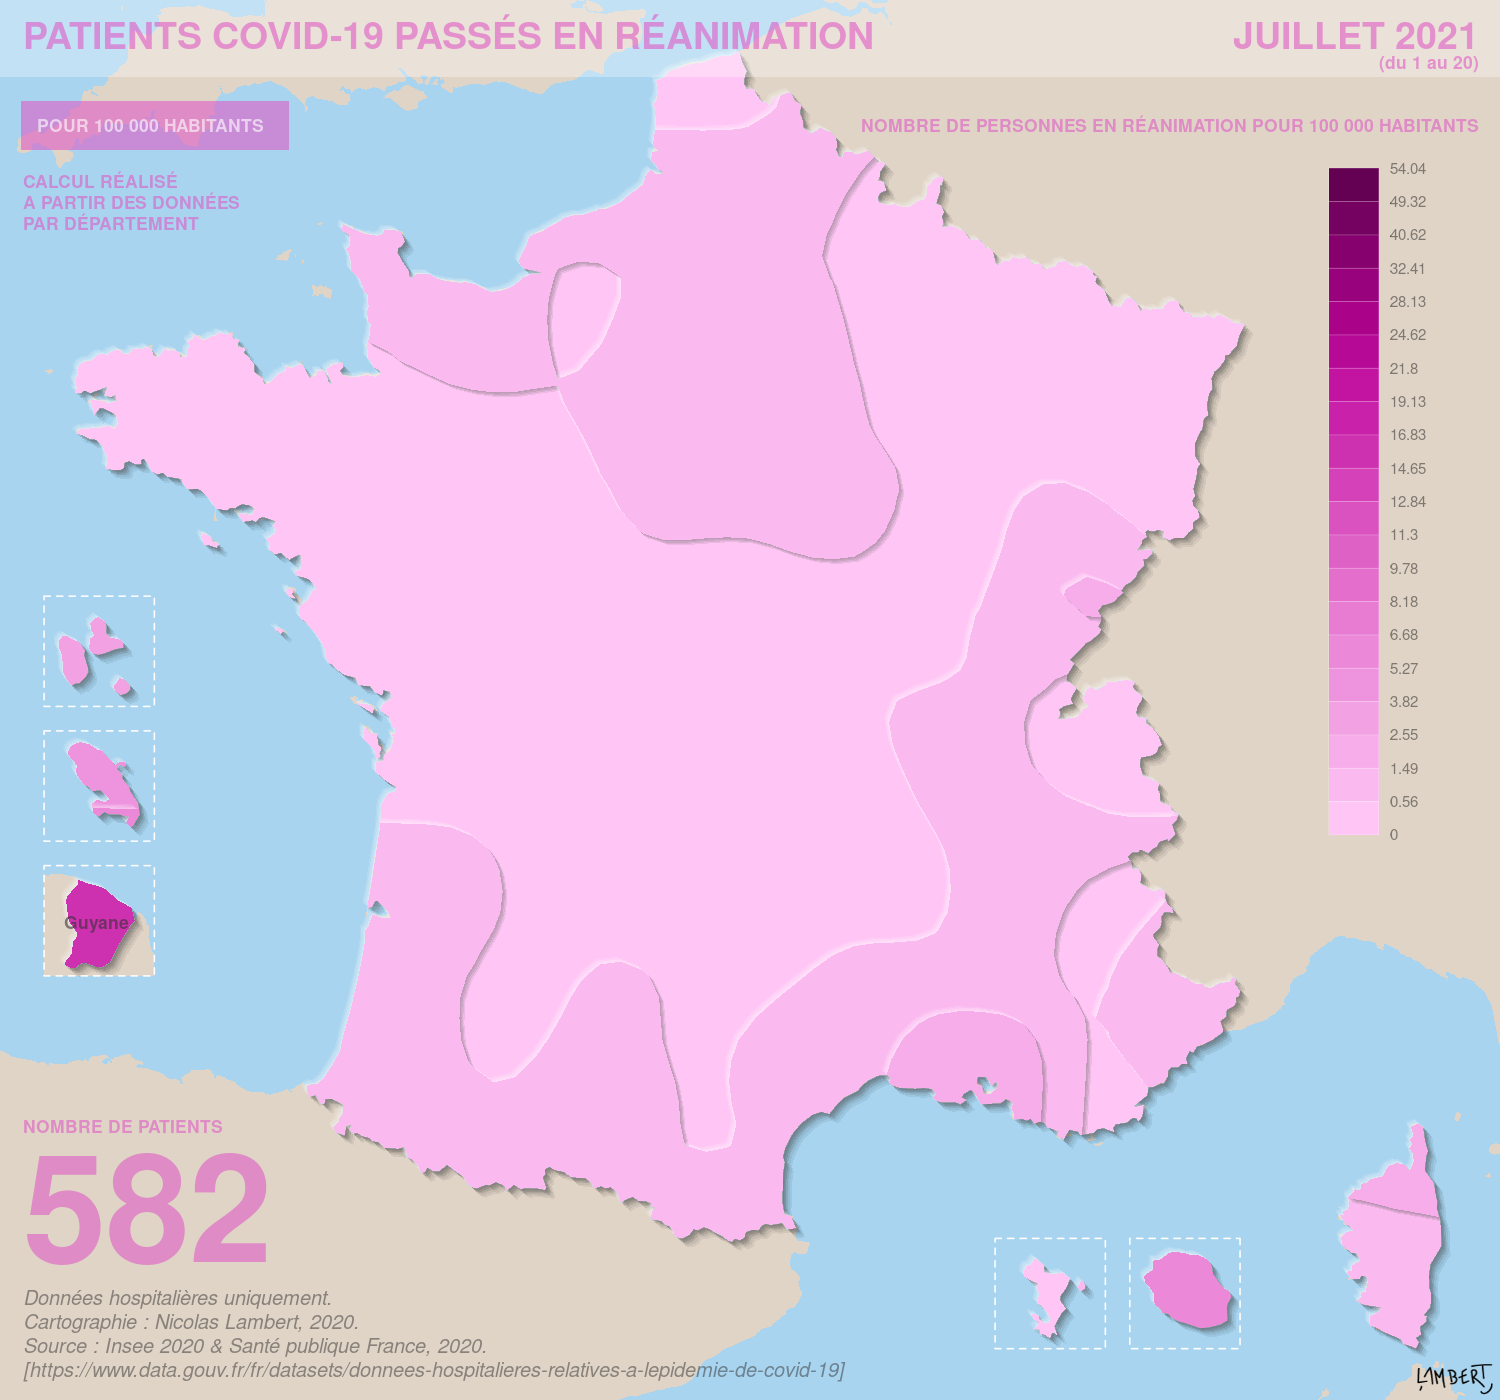 PATIENTS COVID-19 PASSÉS EN RÉANIMATION
JUILLET 2021
(du 1 au 20)
POUR 100 000 HABITANTS
CALCUL RÉALISÉ
A PARTIR DES DONNÉES
PAR DÉPARTEMENT
NOMBRE DE PERSONNES EN RÉANIMATION POUR 100 000 HABITANTS
54.04
49.32
40.62
32.41
28.13
24.62
21.8
19.13
16.83
14.65
12.84
11.3
9.78
8.18
6.68
5.27
3.82
2.55
1.49
0.56
0
Guyane
NOMBRE DE PATIENTS
582
Données hospitalières uniquement.
Cartographie : Nicolas Lambert, 2020.
Source : Insee 2020 & Santé publique France, 2020.
[https://www.data.gouv.fr/fr/datasets/donnees-hospitalieres-relatives-a-lepidemie-de-covid-19]
LAMBERT